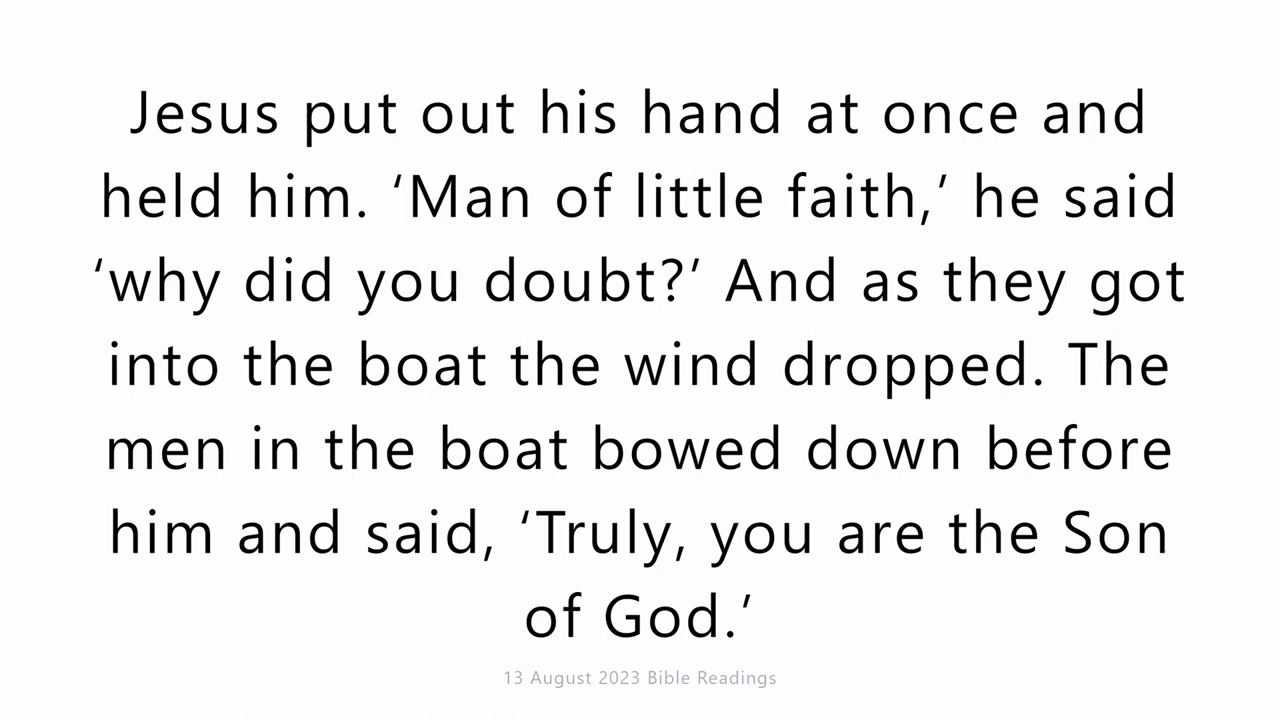 Jesus put out his hand at once and
held him. ‘Man of little faith,’ he said
‘why did you doubt?’ And as they got
into the boat the wind dropped. The
men in the boat bowed down before
him and said, ‘Truly, you are the Son
of God.’
13 August 2023 Bible Readings